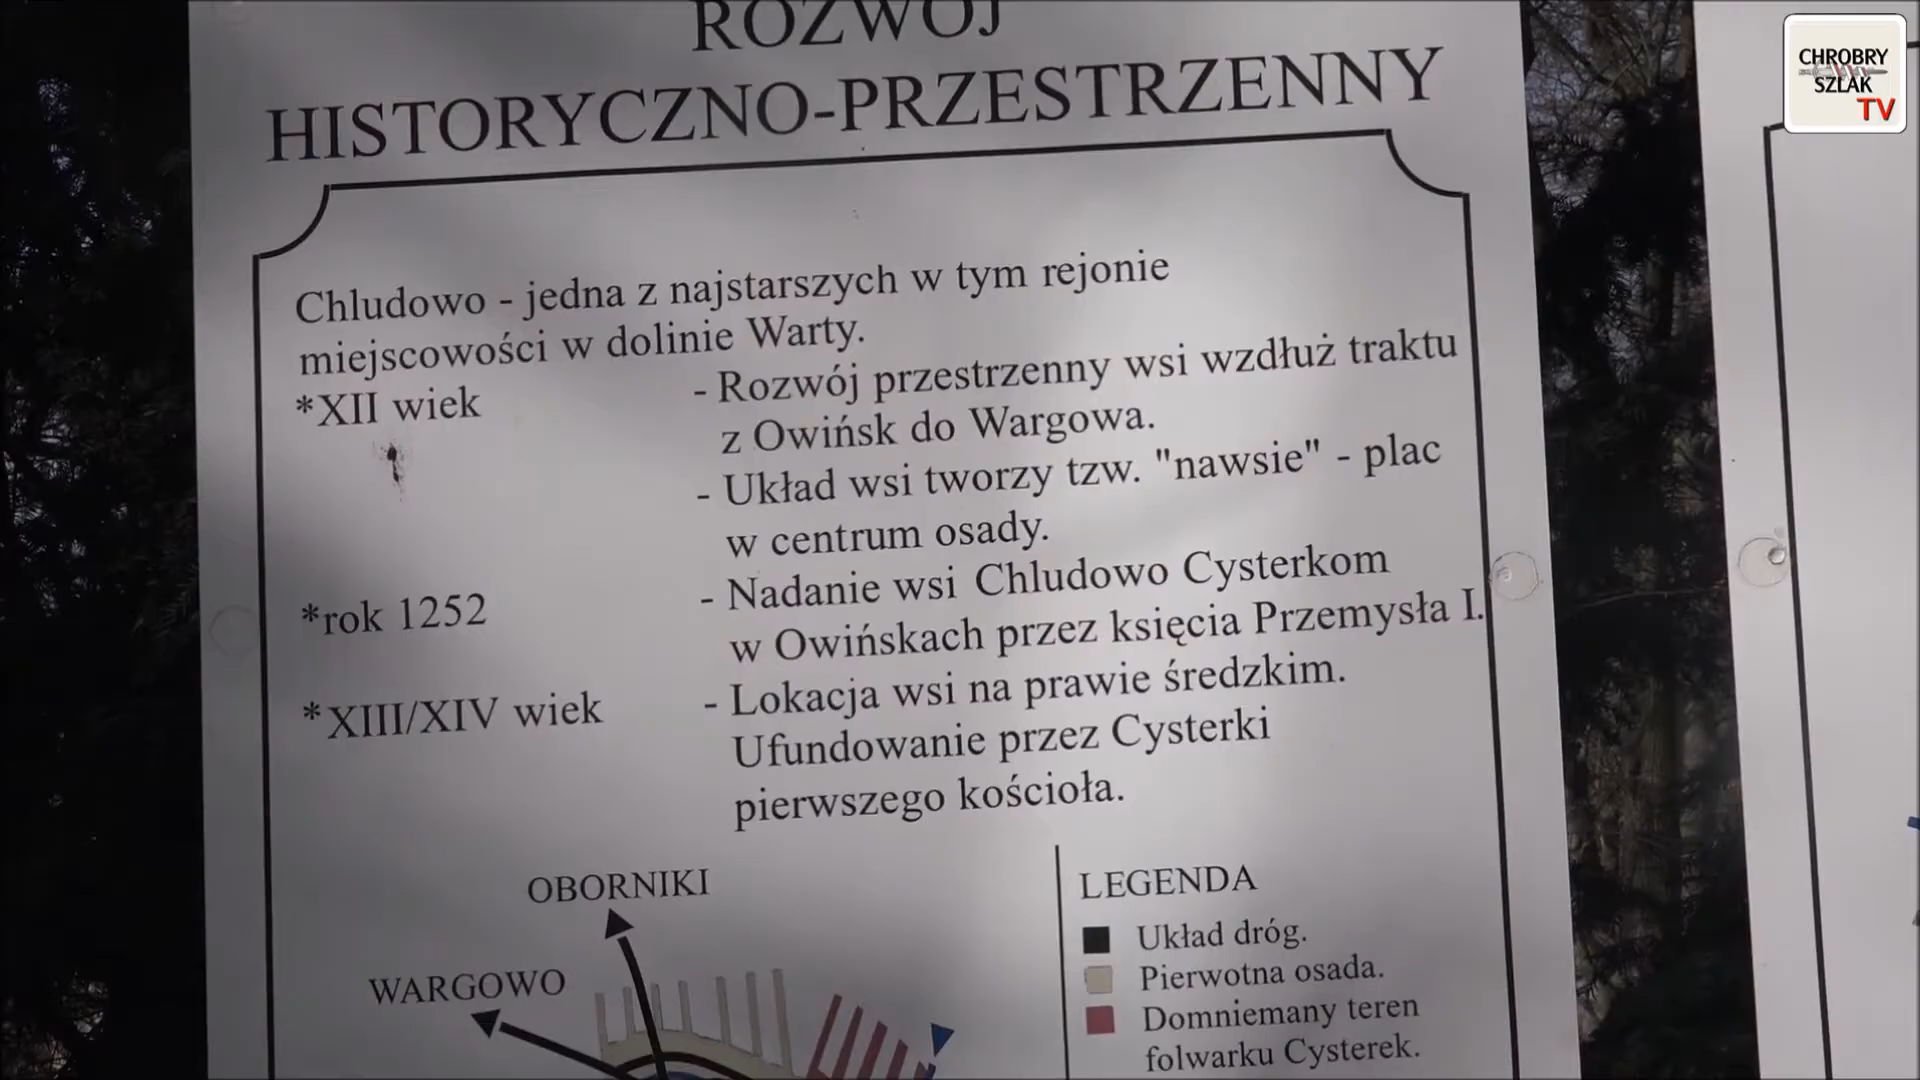 ROZWÓJ
HISTORYCZNO-PRZESTRZENNY
Chludowo - jedna z najstarszych w tym rejonie
miejscowości w dolinie Warty.
*XII wiek - Rozwój przestrzenny wsi wzdłuż traktu
z Owińsk do Wargowa.
- Układ wsi tworzy tzw. "nawsie" - plac
w centrum osady.
*rok 1252 - Nadanie wsi Chludowo Cysterkom
w Owińskach przez księcia Przemysła I.
*XIII/XIV wiek - Lokacja wsi na prawie średzkim.
Ufundowanie przez Cysterki
pierwszego kościoła.
OBORNIKI
WARGOWO
LEGENDA
Układ dróg.
Pierwotna osada.
Domniemany teren
folwarku Cysterek.
CHROBRY
SZLAK
TV